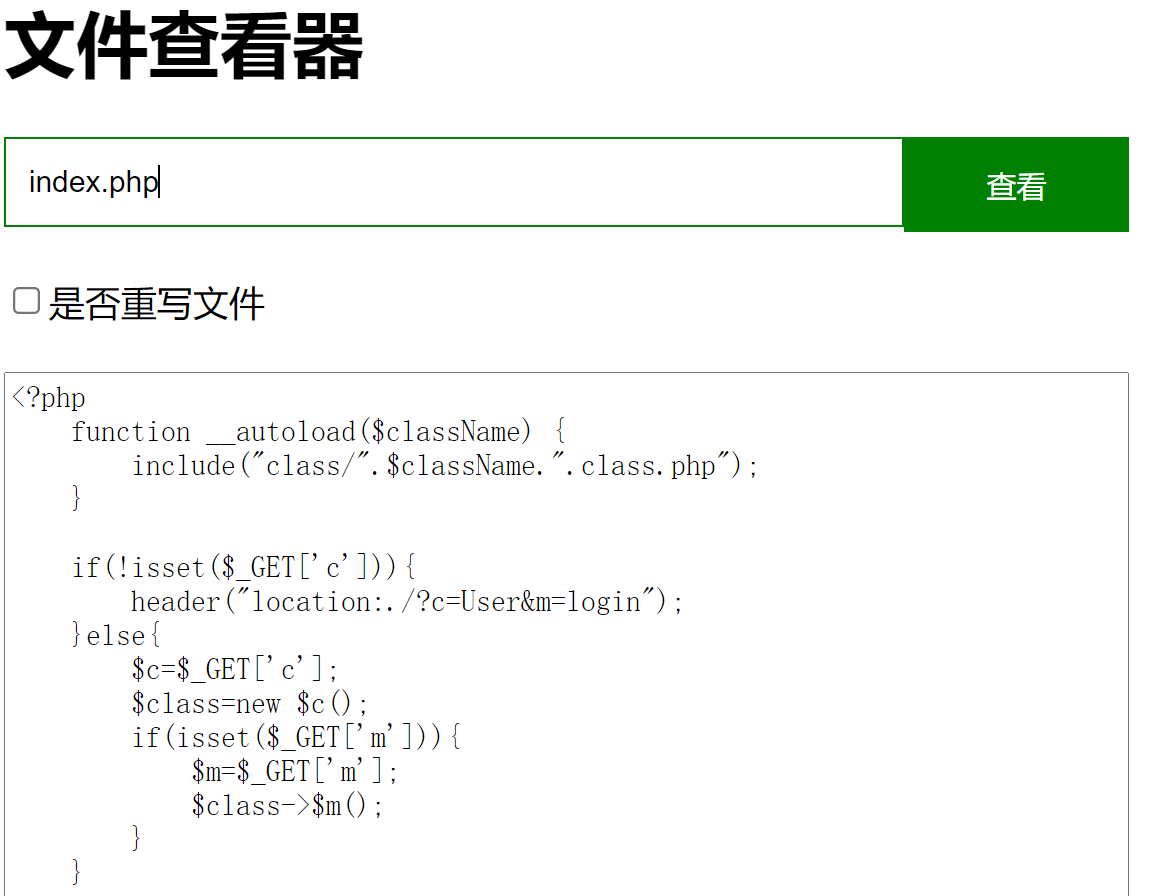 文件查看器
index.php
查看
是否重写文件
<?php
    function __autoload($className) {
        include("class/".$className.".class.php");
    }

    if(!isset($_GET['c'])){
        header("location:./?c=User&m=login");
    }else{
        $c=$_GET['c'];
        $class=new $c();
        if(isset($_GET['m'])){
            $m=$_GET['m'];
            $class->$m();
        }
    }